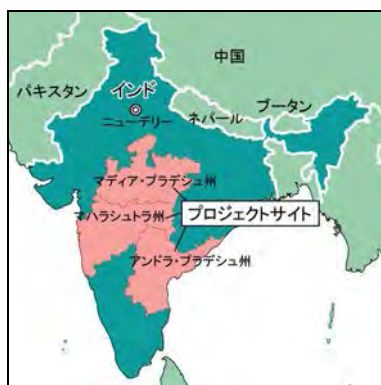 中国
パキスタン
インド
ニューデリー
ネパール
ブータン
マディア・プラデシュ州
マハラシュトラ州
プロジェクトサイト
アンドラ・プラデシュ州